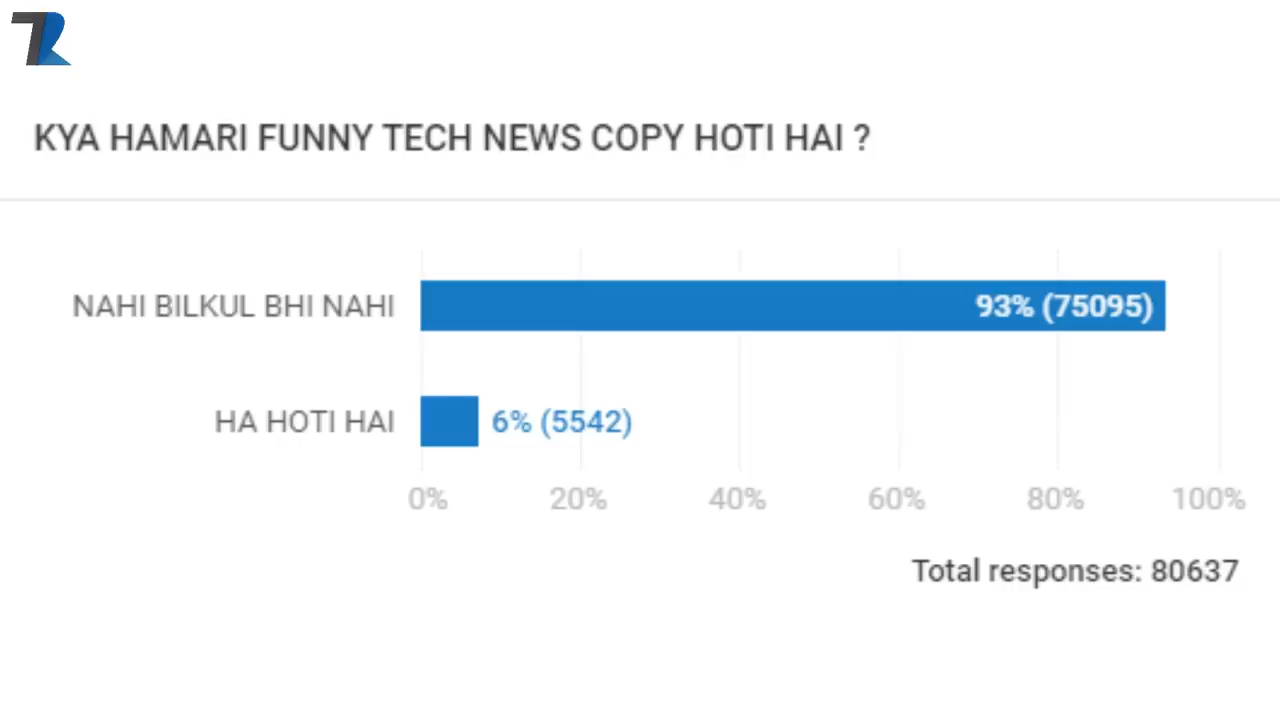 TR
KYA HAMARI FUNNY TECH NEWS COPY HOTI HAI ?
NAHI BILKUL BHI NAHI 93% (75095)
HA HOTI HAI 6% (5542)
0% 20% 40% 60% 80% 100%
Total responses: 80637